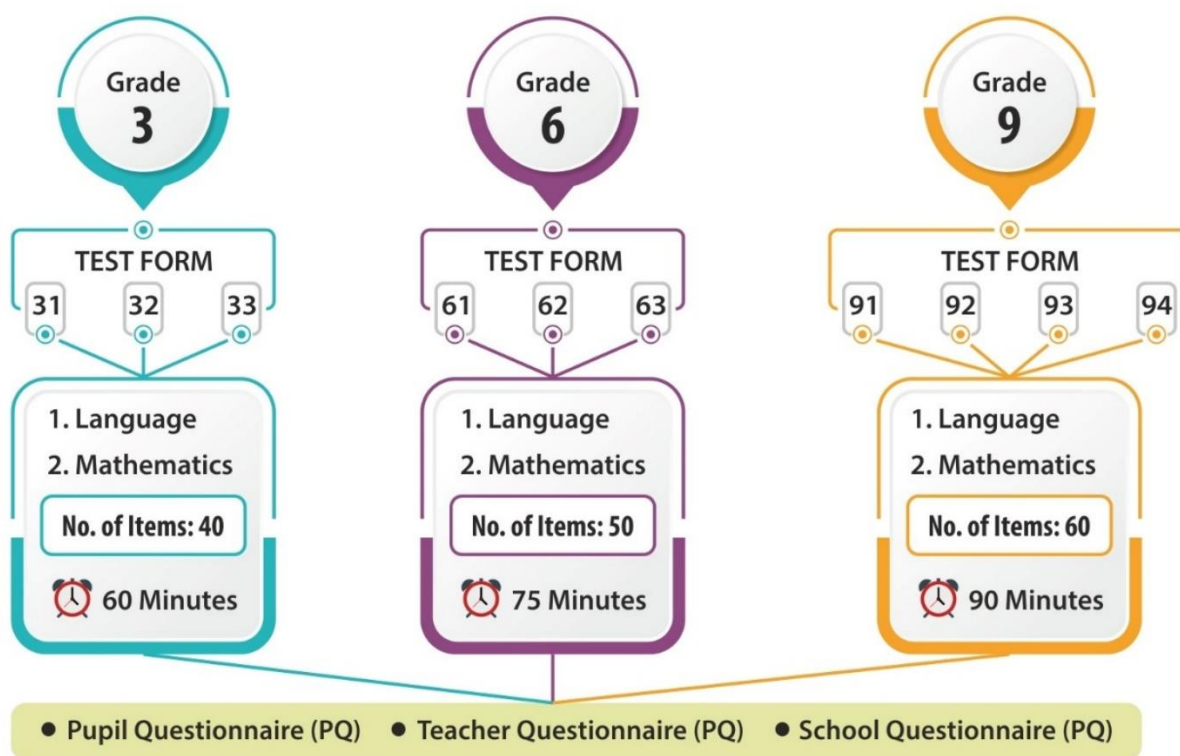 Grade
3
TEST FORM
31 32 33
1. Language
2. Mathematics
No. of Items: 40
60 Minutes
Grade
6
TEST FORM
61 62 63
1. Language
2. Mathematics
No. of Items: 50
75 Minutes
Grade
9
TEST FORM
91 92 93 94
1. Language
2. Mathematics
No. of Items: 60
90 Minutes
● Pupil Questionnaire (PQ) ● Teacher Questionnaire (PQ) ● School Questionnaire (PQ)